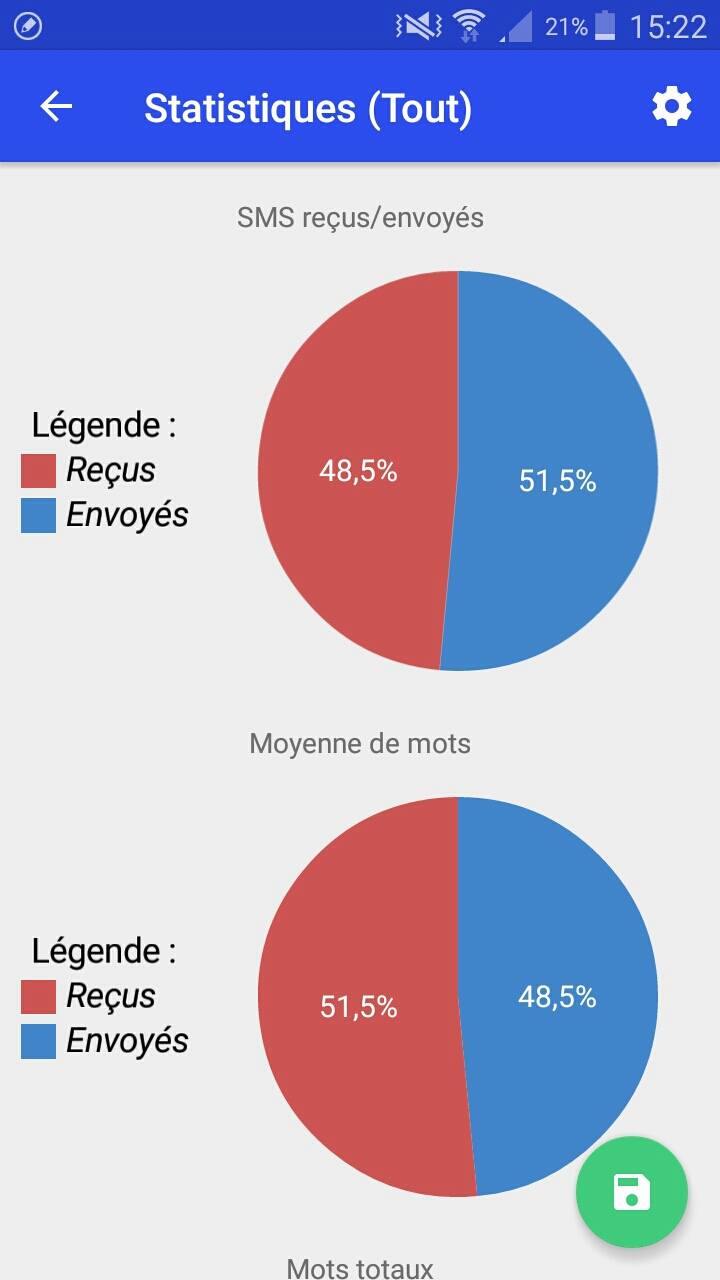 21% 15:22
Statistiques (Tout)
SMS reçus/envoyés
Légende :
Reçus
Envoyés
48,5%
51,5%
Moyenne de mots
Légende :
Reçus
Envoyés
51,5%
48,5%
Mots totaux